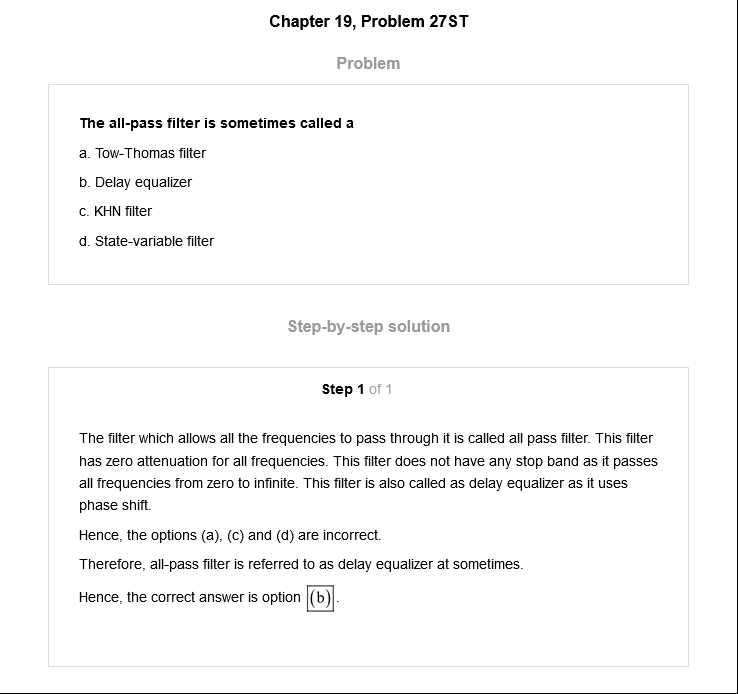 Chapter 19, Problem 27ST
Problem
The all-pass filter is sometimes called a
a. Tow-Thomas filter
b. Delay equalizer
c. KHN filter
d. State-variable filter
Step-by-step solution
Step 1 of 1
The filter which allows all the frequencies to pass through it is called all pass filter. This filter
has zero attenuation for all frequencies. This filter does not have any stop band as it passes
all frequencies from zero to infinite. This filter is also called as delay equalizer as it uses
phase shift.
Hence, the options (a), (c) and (d) are incorrect.
Therefore, all-pass filter is referred to as delay equalizer at sometimes.
Hence, the correct answer is option (b).